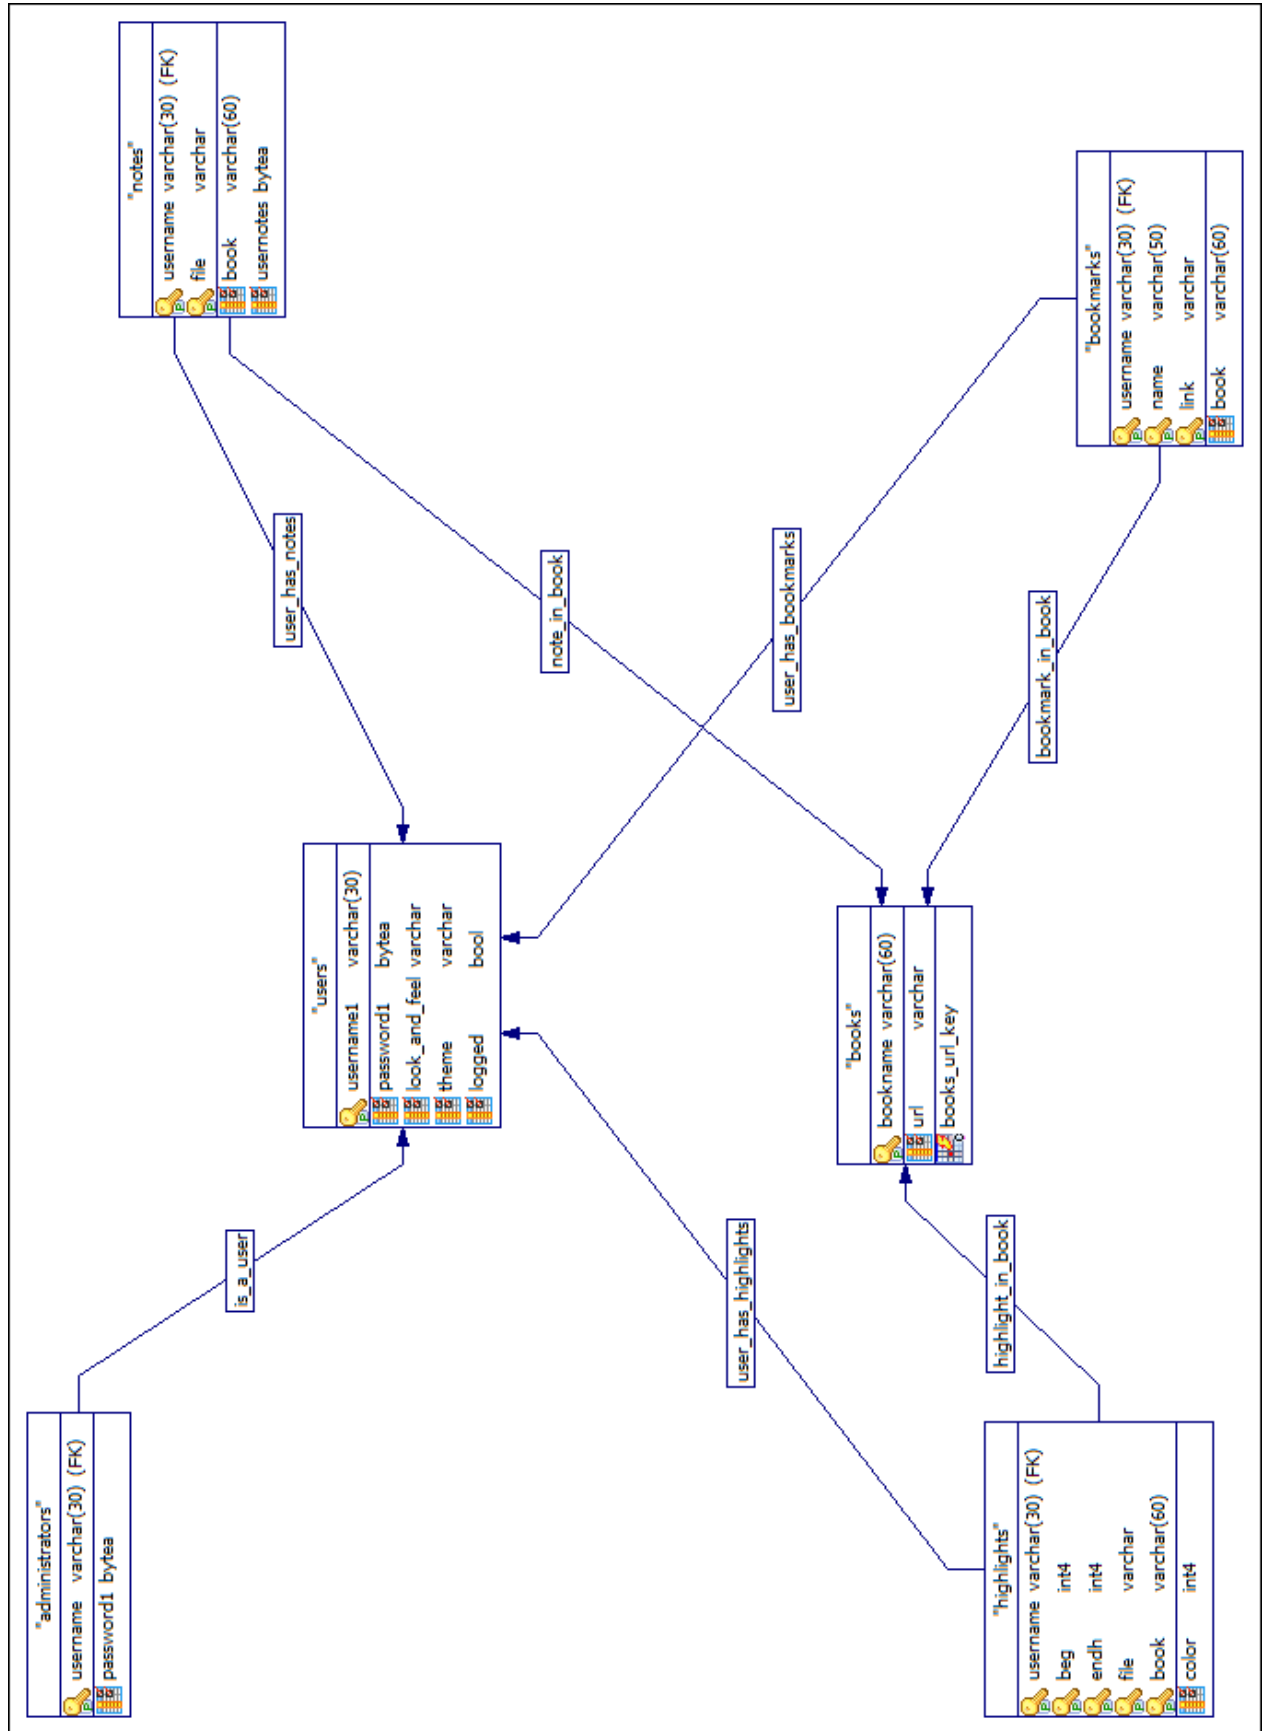 "administrators"
username varchar(30) (FK)
password1 bytea
is_a_user
"users"
username1 varchar(30)
password1 bytea
look_and_feel varchar
theme varchar
logged bool
user_has_notes
"notes"
username varchar(30) (FK)
file varchar
book varchar(60)
usernotes bytea
note_in_book
user_has_highlights
user_has_bookmarks
"books"
bookname varchar(60)
url varchar
books_url_key
highlight_in_book
bookmark_in_book
"highlights"
username varchar(30) (FK)
beg int4
endh int4
file varchar
book varchar(60)
color int4
"bookmarks"
username varchar(30) (FK)
name varchar(50)
link varchar
book varchar(60)